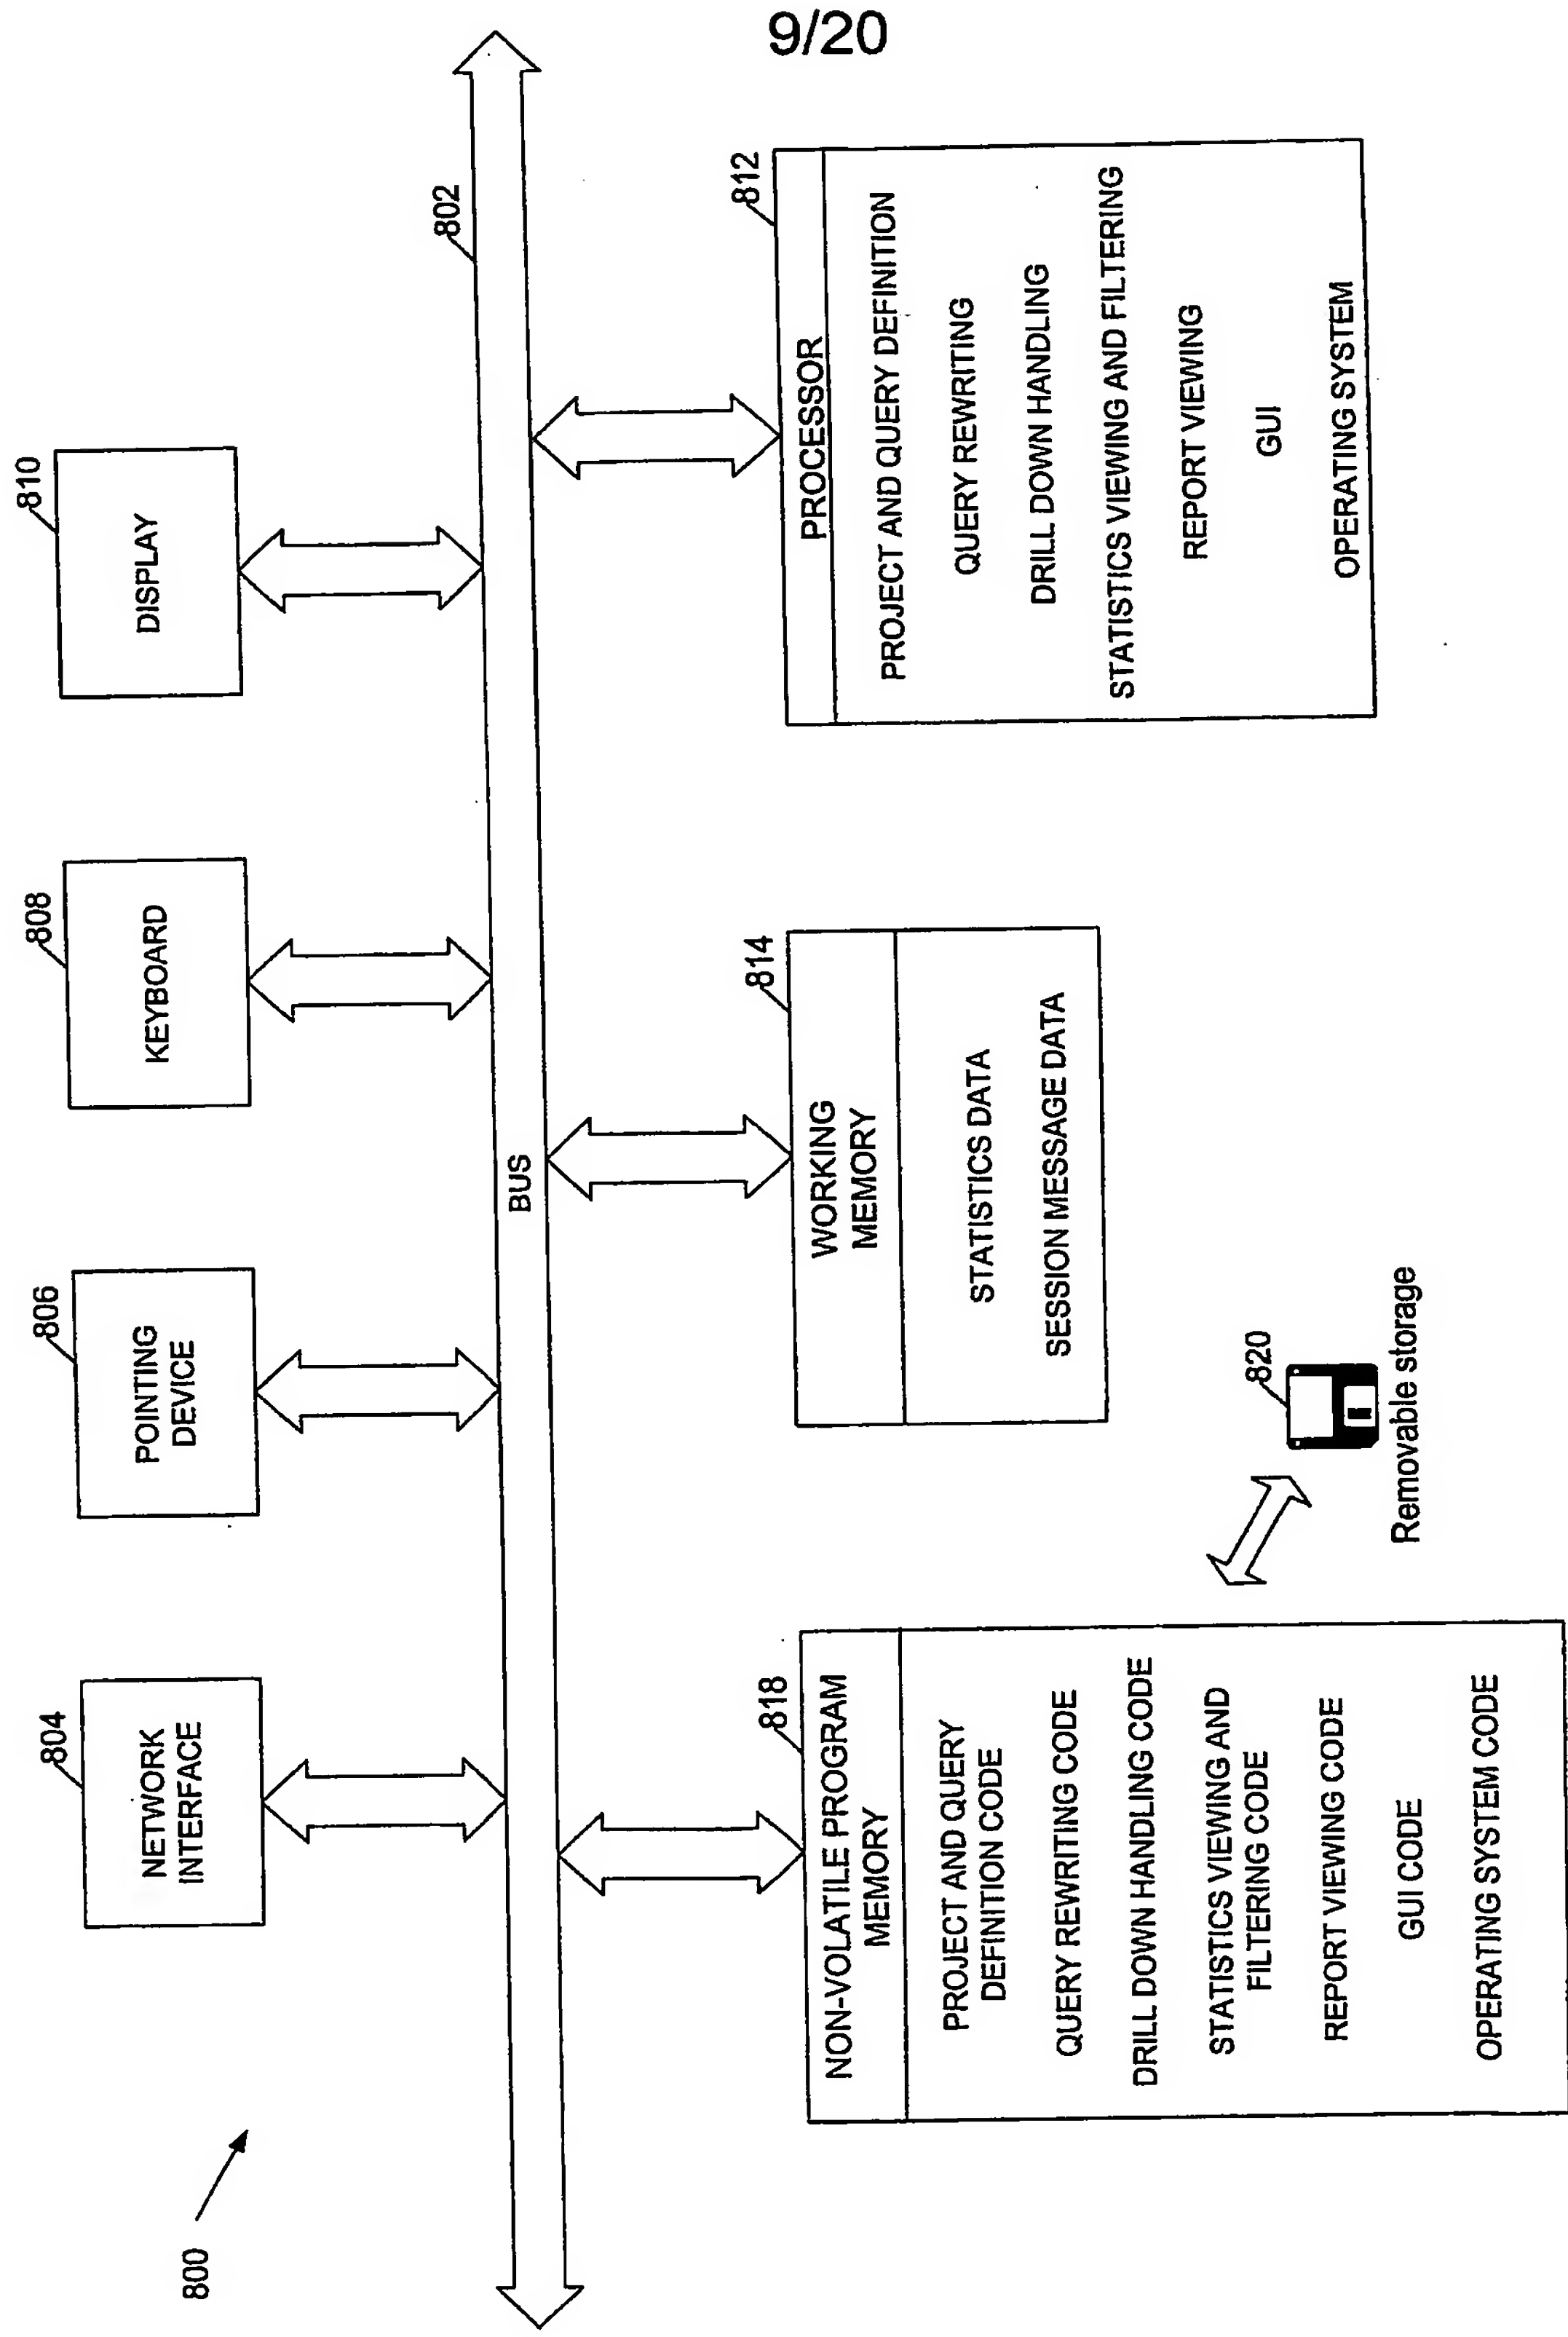 9/20
800
804
NETWORK
INTERFACE
806
POINTING
DEVICE
808
KEYBOARD
810
DISPLAY
802
BUS
818
NON-VOLATILE PROGRAM
MEMORY
PROJECT AND QUERY
DEFINITION CODE
QUERY REWRITING CODE
DRILL DOWN HANDLING CODE
STATISTICS VIEWING AND
FILTERING CODE
REPORT VIEWING CODE
GUI CODE
OPERATING SYSTEM CODE
820
Removable storage
814
WORKING
MEMORY
STATISTICS DATA
SESSION MESSAGE DATA
812
PROCESSOR
PROJECT AND QUERY DEFINITION
QUERY REWRITING
DRILL DOWN HANDLING
STATISTICS VIEWING AND FILTERING
REPORT VIEWING
GUI
OPERATING SYSTEM